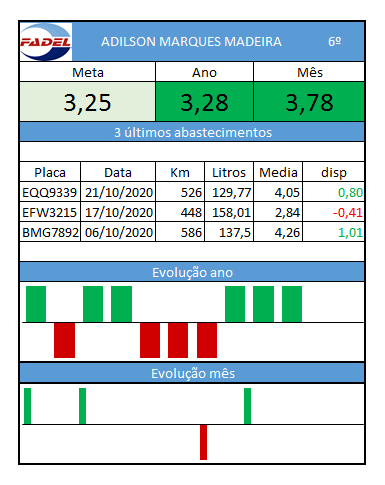 FADEL
ADILSON MARQUES MADEIRA 6º
Meta Ano Mês
3,25 3,28 3,78
3 últimos abastecimentos
Placa Data Km Litros Media disp
EQQ9339 21/10/2020 526 129,77 4,05 0,80
EFW3215 17/10/2020 448 158,01 2,84 -0,41
BMG7892 06/10/2020 586 137,5 4,26 1,01
Evolução ano
Evolução mês